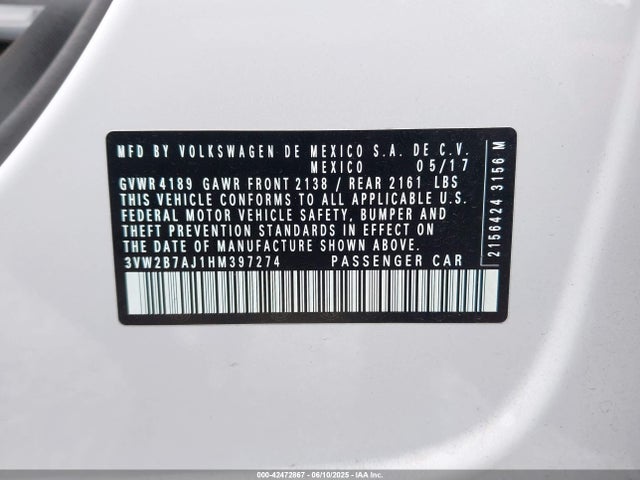 MFD BY VOLKSWAGEN DE MEXICO S.A. DE C.V.
MEXICO 05/17
GVWR 4189 GAWR FRONT 2138 / REAR 2161 LBS
THIS VEHICLE CONFORMS TO ALL APPLICABLE U.S.
FEDERAL MOTOR VEHICLE SAFETY, BUMPER AND
THEFT PREVENTION STANDARDS IN EFFECT ON
THE DATE OF MANUFACTURE SHOWN ABOVE.
3VW2B7AJ1HM397274 PASSENGER CAR
2156424 3156 M
000-42472867 - 06/10/2025 - IAA